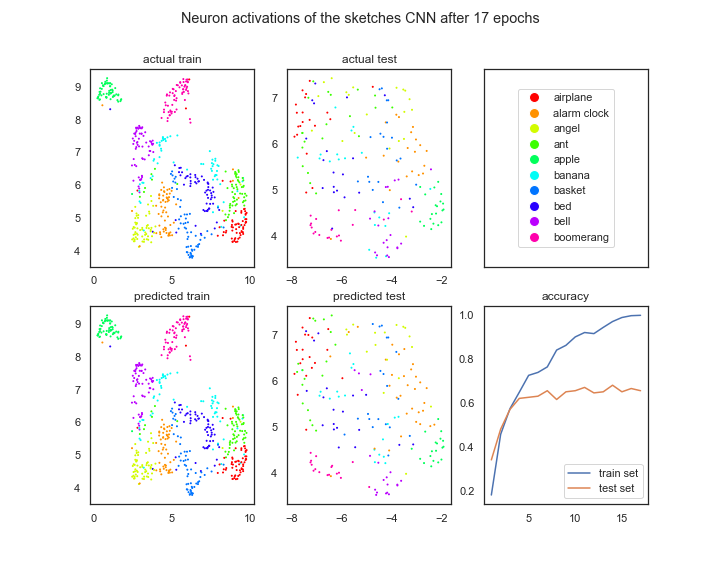 Neuron activations of the sketches CNN after 17 epochs
actual train
9
8
7
6
5
4
0 5 10
actual test
7
6
5
4
−8 −6 −4 −2
airplane
alarm clock
angel
ant
apple
banana
basket
bed
bell
boomerang
predicted train
9
8
7
6
5
4
0 5 10
predicted test
7
6
5
4
−8 −6 −4 −2
accuracy
1.0
0.8
0.6
0.4
0.2
5 10 15
train set
test set